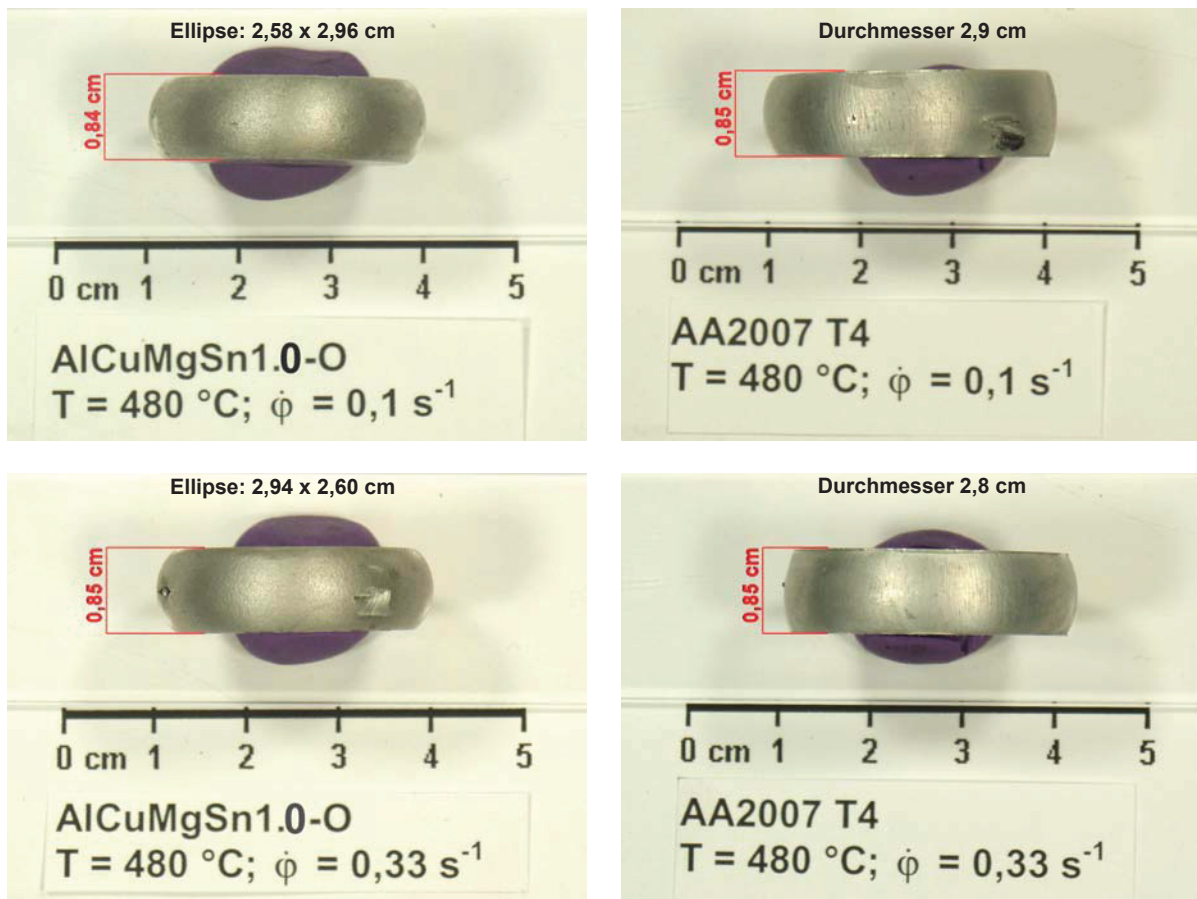 Ellipse: 2,58 x 2,96 cm
0,84 cm
0 cm 1 2 3 4 5
AlCuMgSn1.0-O
T = 480 °C; φ̇ = 0,1 s⁻¹
Durchmesser 2,9 cm
0,85 cm
0 cm 1 2 3 4 5
AA2007 T4
T = 480 °C; φ̇ = 0,1 s⁻¹
Ellipse: 2,94 x 2,60 cm
0,85 cm
0 cm 1 2 3 4 5
AlCuMgSn1.0-O
T = 480 °C; φ̇ = 0,33 s⁻¹
Durchmesser 2,8 cm
0,85 cm
0 cm 1 2 3 4 5
AA2007 T4
T = 480 °C; φ̇ = 0,33 s⁻¹